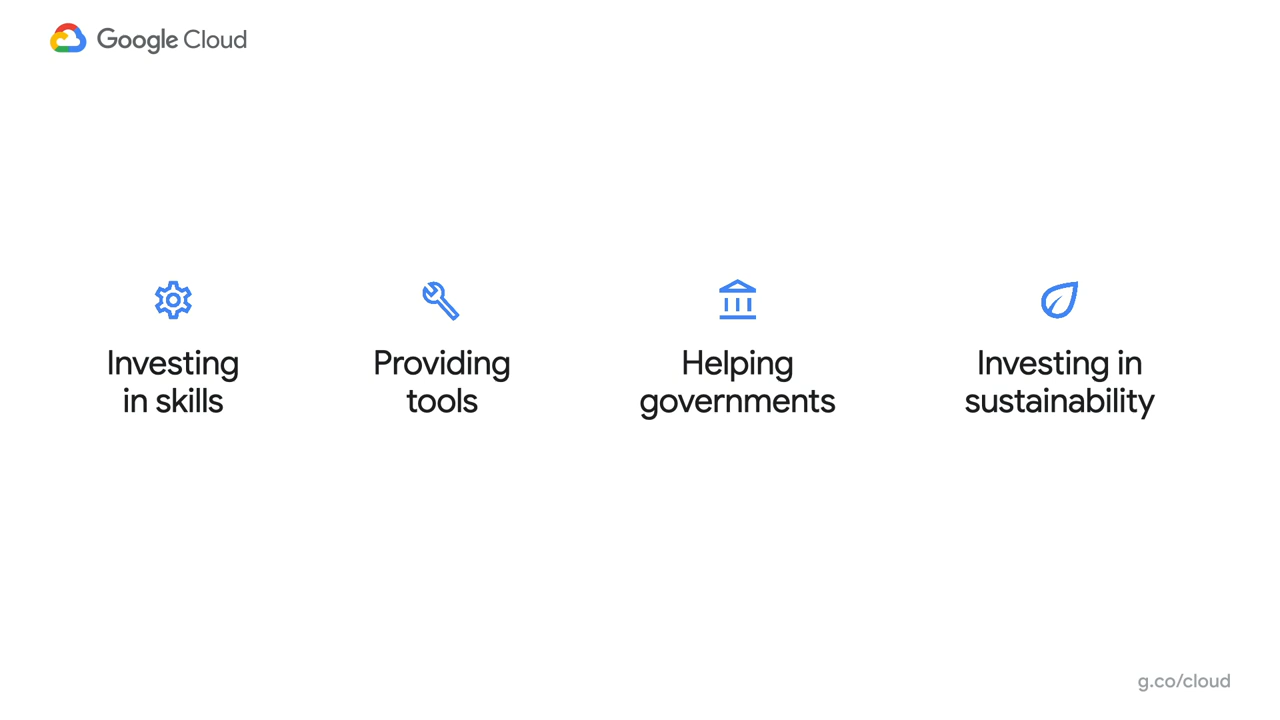 Google Cloud
Investing
in skills
Providing
tools
Helping
governments
Investing in
sustainability
g.co/cloud